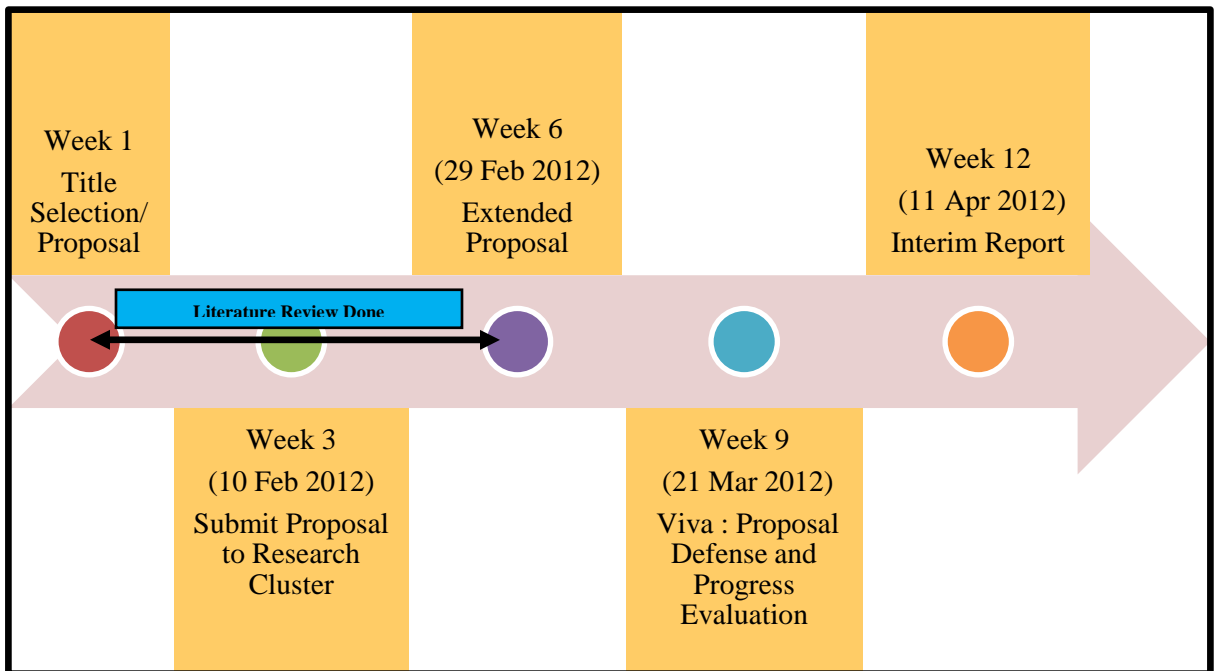 Week 1
Title
Selection/
Proposal
Week 6
(29 Feb 2012)
Extended
Proposal
Week 12
(11 Apr 2012)
Interim Report
Literature Review Done
Week 3
(10 Feb 2012)
Submit Proposal
to Research
Cluster
Week 9
(21 Mar 2012)
Viva : Proposal
Defense and
Progress
Evaluation